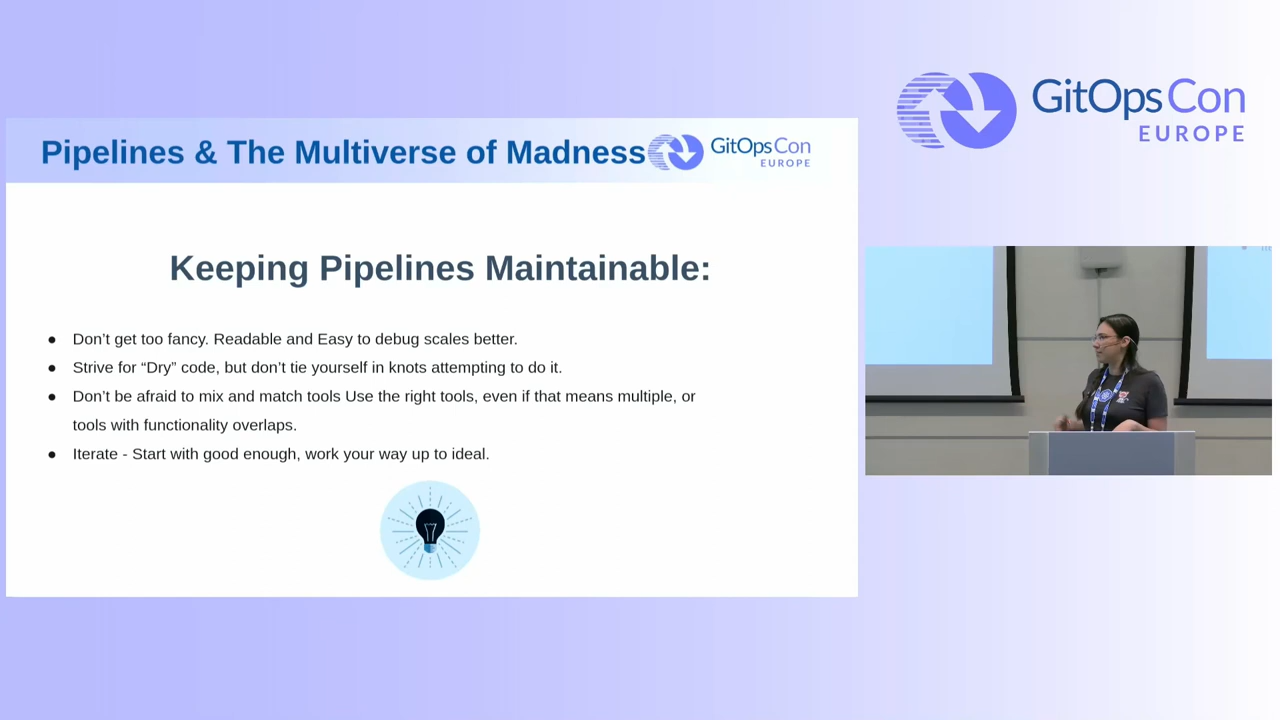 Pipelines & The Multiverse of Madness
GitOpsCon
EUROPE
Keeping Pipelines Maintainable:
● Don’t get too fancy. Readable and Easy to debug scales better.
● Strive for “Dry” code, but don’t tie yourself in knots attempting to do it.
● Don’t be afraid to mix and match tools Use the right tools, even if that means multiple, or
tools with functionality overlaps.
● Iterate - Start with good enough, work your way up to ideal.
GitOpsCon
EUROPE